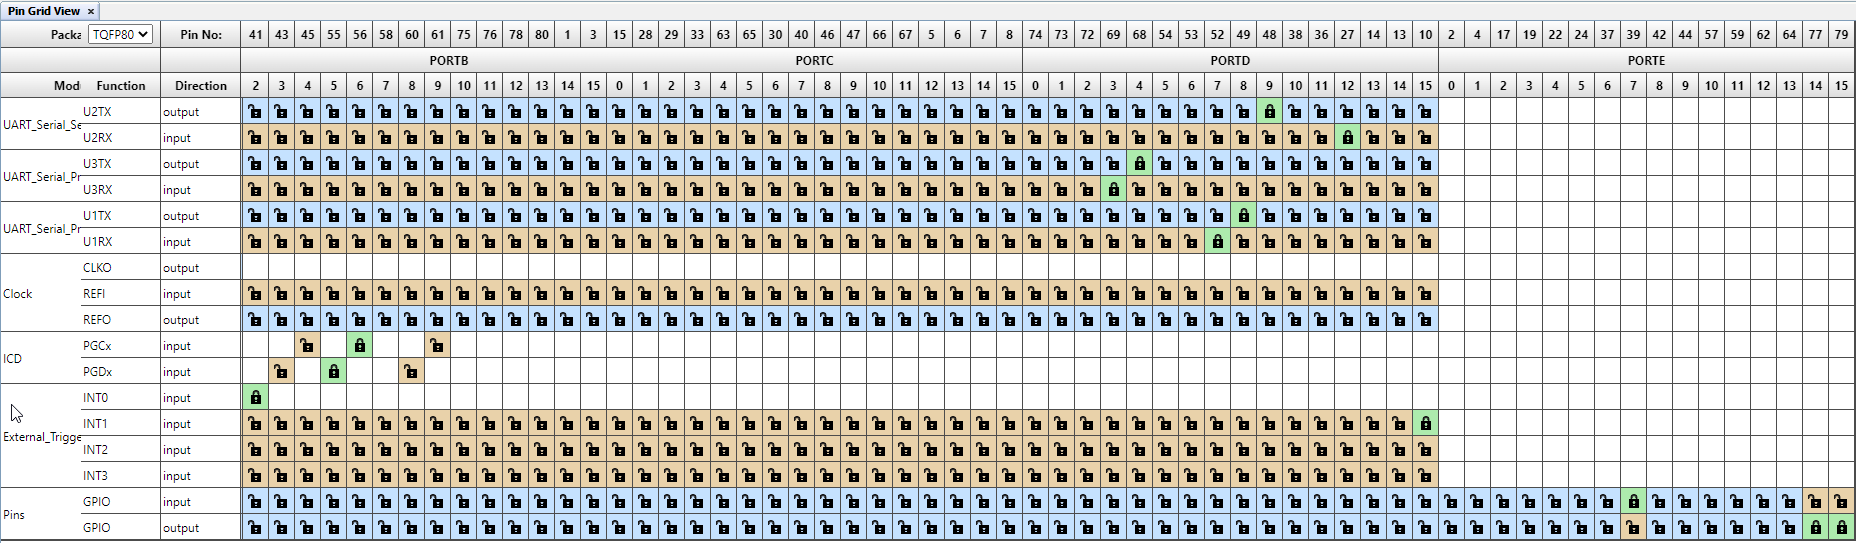 Pin Grid View ×
Packa TQFP80 Pin No: 41 43 45 55 56 58 60 61 75 76 78 80 1 3 15 28 29 33 63 65 30 40 46 47 66 67 5 6 7 8 74 73 72 69 68 54 53 52 49 48 38 36 27 14 13 10 2 4 17 19 22 24 37 39 42 44 57 59 62 64 77 79
PORTB PORTC PORTD PORTE
Mod Function Direction 2 3 4 5 6 7 8 9 10 11 12 13 14 15 0 1 2 3 4 5 6 7 8 9 10 11 12 13 14 15 0 1 2 3 4 5 6 7 8 9 10 11 12 13 14 15 0 1 2 3 4 5 6 7 8 9 10 11 12 13 14 15
UART_Serial_Se U2TX output
U2RX input
UART_Serial_Pr U3TX output
U3RX input
UART_Serial_Pr U1TX output
U1RX input
Clock CLKO output
REFI input
REFO output
ICD PGCx input
PGDx input
External_Trigge INT0 input
INT1 input
INT2 input
INT3 input
Pins GPIO input
GPIO output